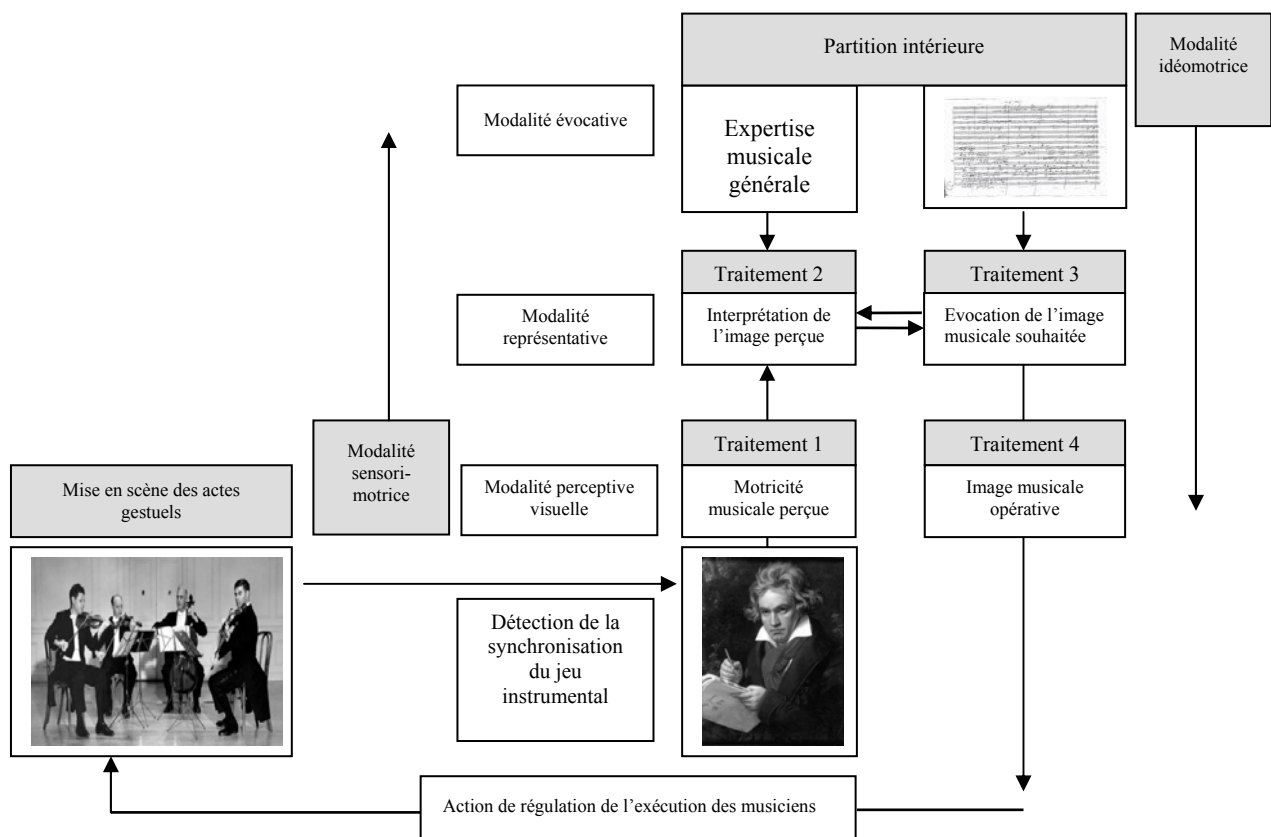 Partition intérieure
Modalité
idéomotrice
Modalité évocative
Expertise
musicale
générale
Traitement 2
Traitement 3
Modalité
représentative
Interprétation de
l’image perçue
Evocation de l’image
musicale souhaitée
Modalité
sensori-
motrice
Traitement 1
Traitement 4
Mise en scène des actes
gestuels
Modalité perceptive
visuelle
Motricité
musicale perçue
Image musicale
opérative
Détection de la
synchronisation
du jeu
instrumental
Action de régulation de l’exécution des musiciens